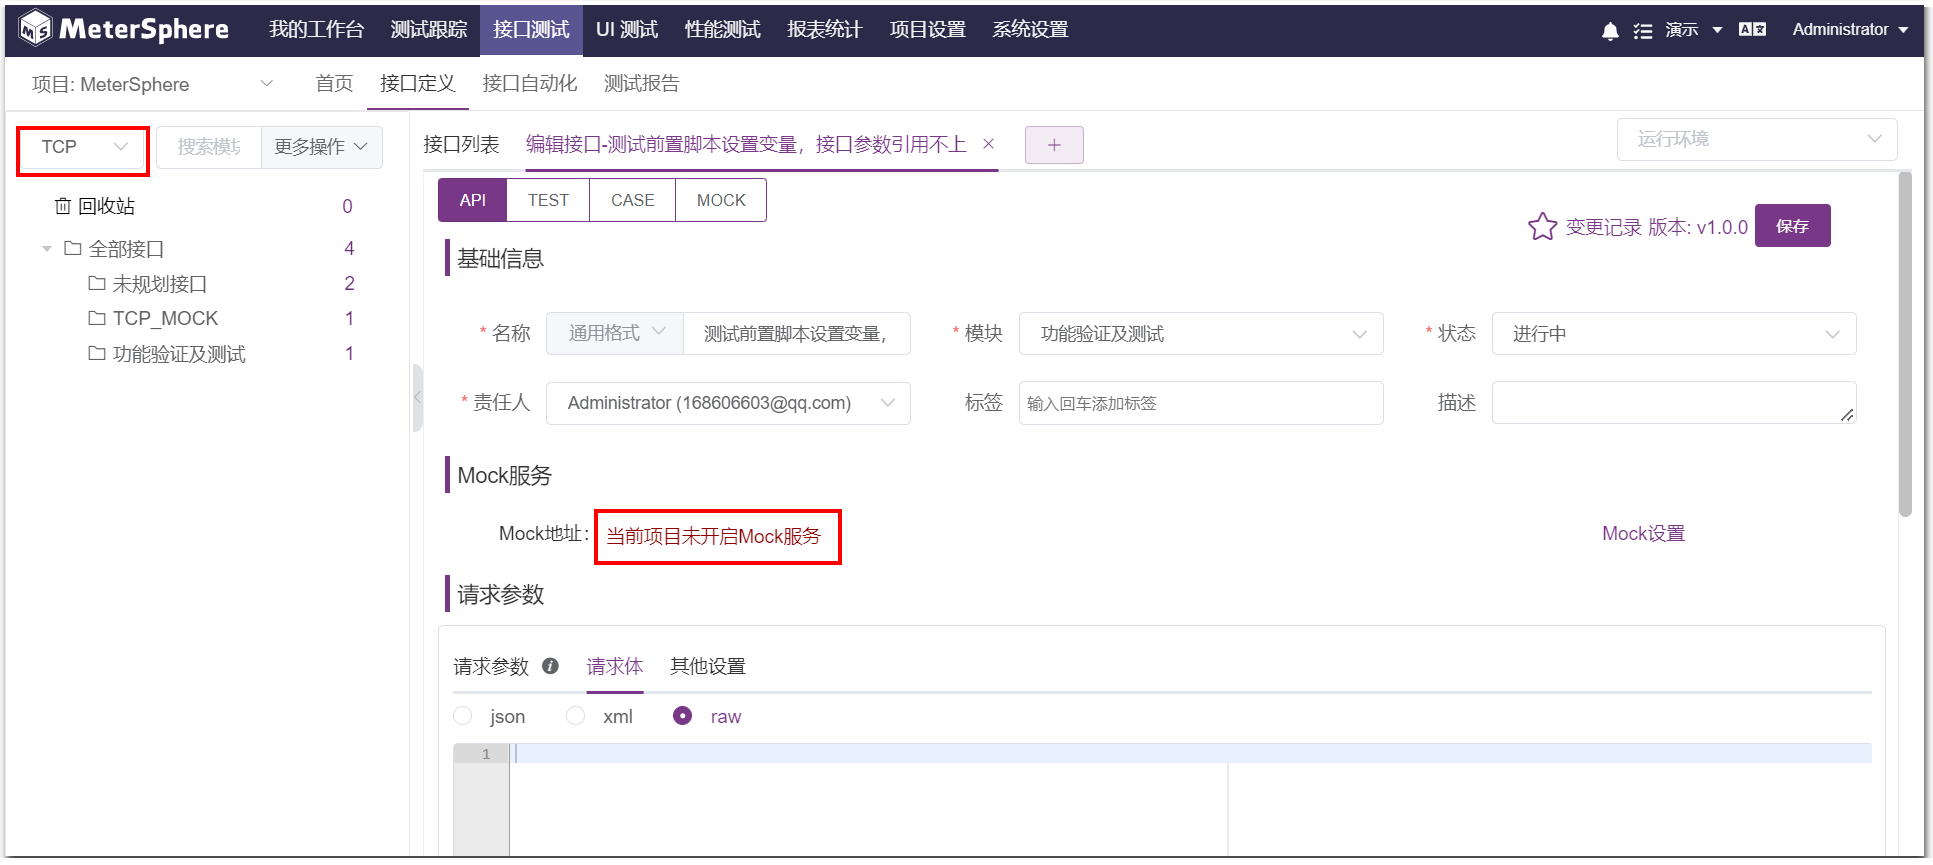 MeterSphere 我的工作台 测试跟踪 接口测试 UI 测试 性能测试 报表统计 项目设置 系统设置 演示 Administrator
项目: MeterSphere 首页 接口定义 接口自动化 测试报告
TCP 搜索模块 更多操作 接口列表 编辑接口-测试前置脚本设置变量，接口参数引用不上 × + 运行环境
API TEST CASE MOCK
回收站 0
变更记录 版本: v1.0.0 保存
全部接口 4
基础信息
未规划接口 2
TCP_MOCK 1
* 名称 通用格式 测试前置脚本设置变量， * 模块 功能验证及测试 * 状态 进行中
功能验证及测试 1
* 责任人 Administrator (168606603@qq.com) 标签 输入回车添加标签 描述
Mock服务
Mock地址： 当前项目未开启Mock服务 Mock设置
请求参数
请求参数 请求体 其他设置
json xml raw
1